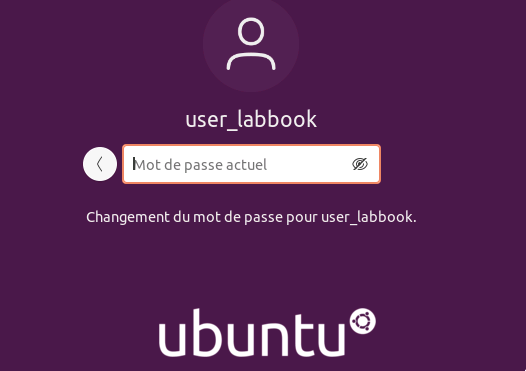 user_labbook
Mot de passe actuel
Changement du mot de passe pour user_labbook.
ubuntu